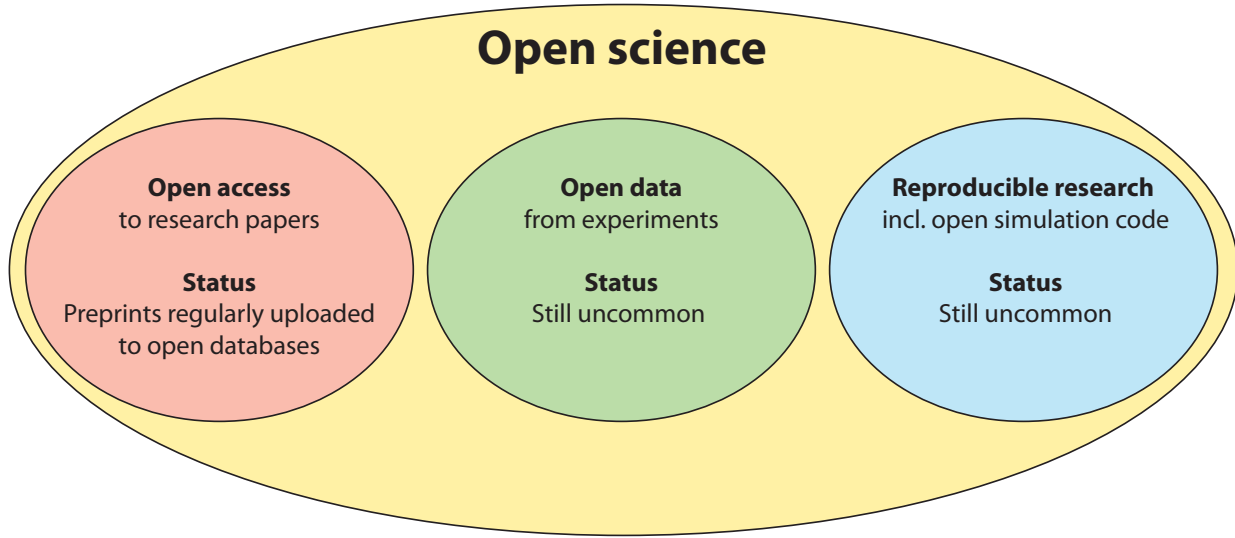 Open science
Open access
to research papers
Status
Preprints regularly uploaded
to open databases
Open data
from experiments
Status
Still uncommon
Reproducible research
incl. open simulation code
Status
Still uncommon